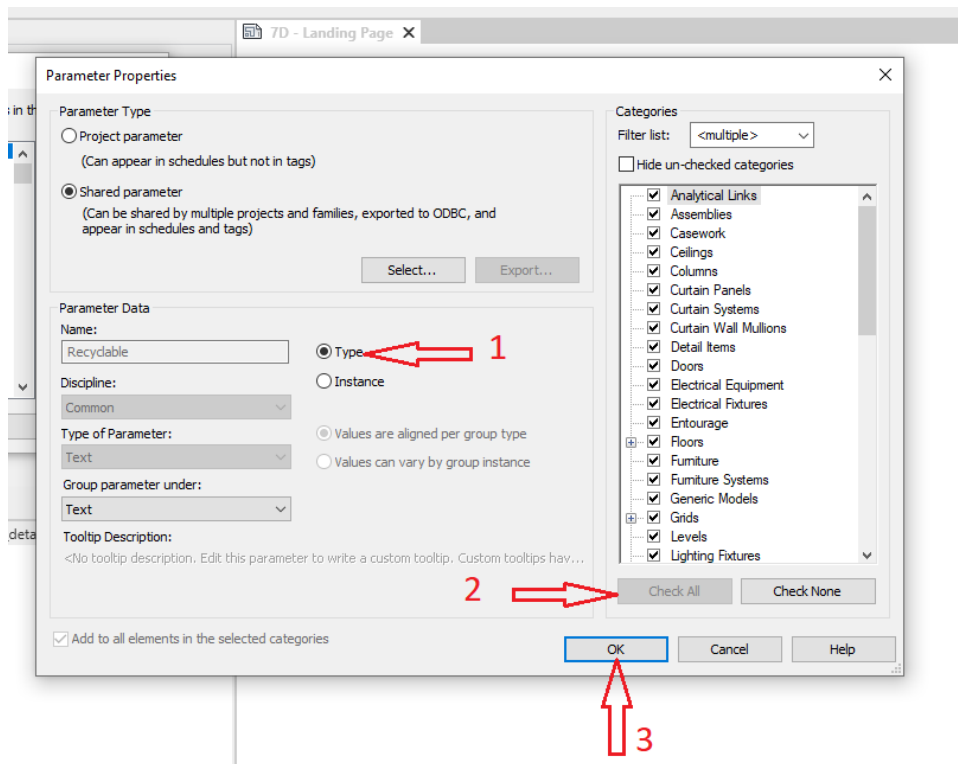 7D - Landing Page
Parameter Properties
s in th
Parameter Type
Project parameter
(Can appear in schedules but not in tags)
Shared parameter
(Can be shared by multiple projects and families, exported to ODBC, and
appear in schedules and tags)
Select...
Export...
Parameter Data
Name:
Recyclable
Type
1
Instance
Discipline:
Common
Type of Parameter:
Text
Values are aligned per group type
Values can vary by group instance
Group parameter under:
Text
_deta
Tooltip Description:
<No tooltip description. Edit this parameter to write a custom tooltip. Custom tooltips hav...
Add to all elements in the selected categories
Categories
Filter list:
<multiple>
Hide un-checked categories
Analytical Links
Assemblies
Casework
Ceilings
Columns
Curtain Panels
Curtain Systems
Curtain Wall Mullions
Detail Items
Doors
Electrical Equipment
Electrical Fixtures
Entourage
Floors
Furniture
Furniture Systems
Generic Models
Grids
Levels
Lighting Fixtures
2
Check All
Check None
OK
Cancel
Help
3